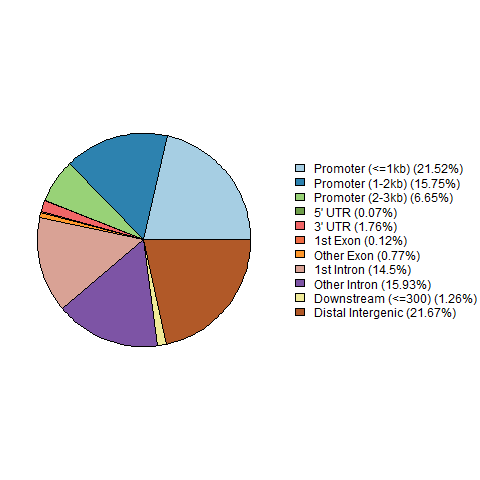 Promoter (<=1kb) (21.52%)
Promoter (1-2kb) (15.75%)
Promoter (2-3kb) (6.65%)
5' UTR (0.07%)
3' UTR (1.76%)
1st Exon (0.12%)
Other Exon (0.77%)
1st Intron (14.5%)
Other Intron (15.93%)
Downstream (<=300) (1.26%)
Distal Intergenic (21.67%)